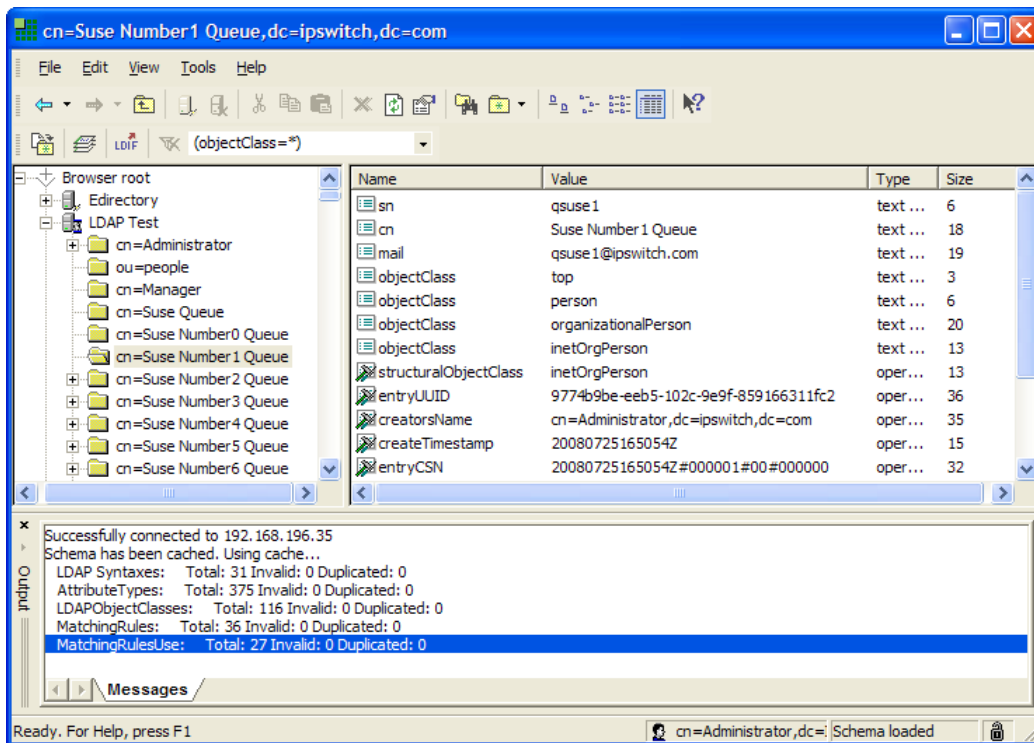 cn=Suse Number1 Queue,dc=ipswitch,dc=com
File Edit View Tools Help
LDIF (objectClass=*)
Browser root
Edirectory
LDAP Test
cn=Administrator
ou=people
cn=Manager
cn=Suse Queue
cn=Suse Number0 Queue
cn=Suse Number1 Queue
cn=Suse Number2 Queue
cn=Suse Number3 Queue
cn=Suse Number4 Queue
cn=Suse Number5 Queue
cn=Suse Number6 Queue
Name Value Type Size
sn qsuse1 text ... 6
cn Suse Number1 Queue text ... 18
mail qsuse1@ipswitch.com text ... 19
objectClass top text ... 3
objectClass person text ... 6
objectClass organizationalPerson text ... 20
objectClass inetOrgPerson text ... 13
structuralObjectClass inetOrgPerson oper... 13
entryUUID 9774b9be-eeb5-102c-9e9f-859166311fc2 oper... 36
creatorsName cn=Administrator,dc=ipswitch,dc=com oper... 35
createTimestamp 20080725165054Z oper... 15
entryCSN 20080725165054Z#000001#00#000000 oper... 32
Output
Successfully connected to 192.168.196.35
Schema has been cached. Using cache...
LDAP Syntaxes: Total: 31 Invalid: 0 Duplicated: 0
AttributeTypes: Total: 375 Invalid: 0 Duplicated: 0
LDAPObjectClasses: Total: 116 Invalid: 0 Duplicated: 0
MatchingRules: Total: 36 Invalid: 0 Duplicated: 0
MatchingRulesUse: Total: 27 Invalid: 0 Duplicated: 0
Messages
Ready. For Help, press F1 cn=Administrator,dc=: Schema loaded